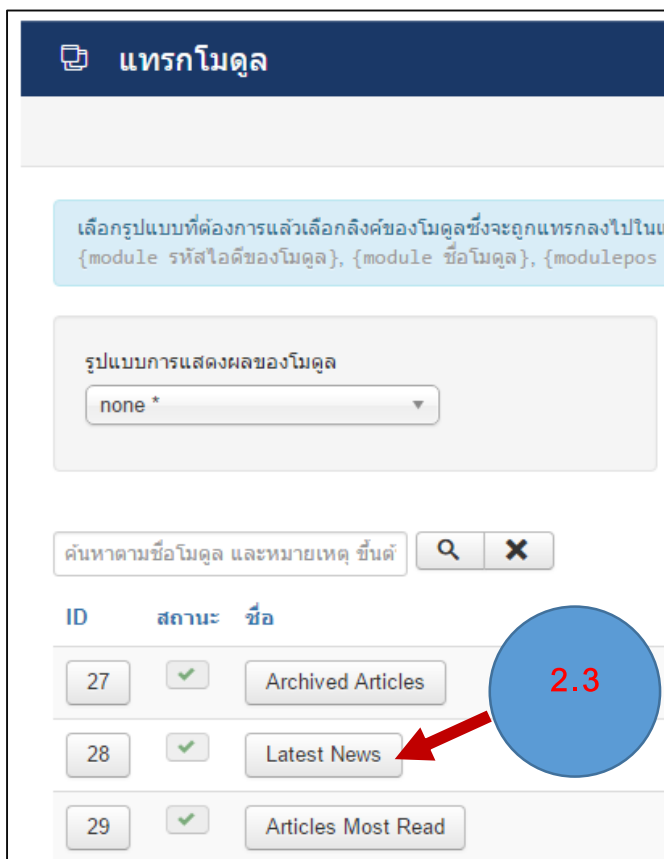 แทรกโมดูล
เลือกรูปแบบที่ต้องการแล้วเลือกลิงค์ของโมดูลซึ่งจะถูกแทรกลงไปใน
{module รหัสไอดีของโมดูล}, {module ชื่อโมดูล}, {modulepos
รูปแบบการแสดงผลของโมดูล
none *
ค้นหาตามชื่อโมดูล และหมายเหตุ ขึ้นต้
ID สถานะ ชื่อ
27 Archived Articles
2.3
28 Latest News
29 Articles Most Read